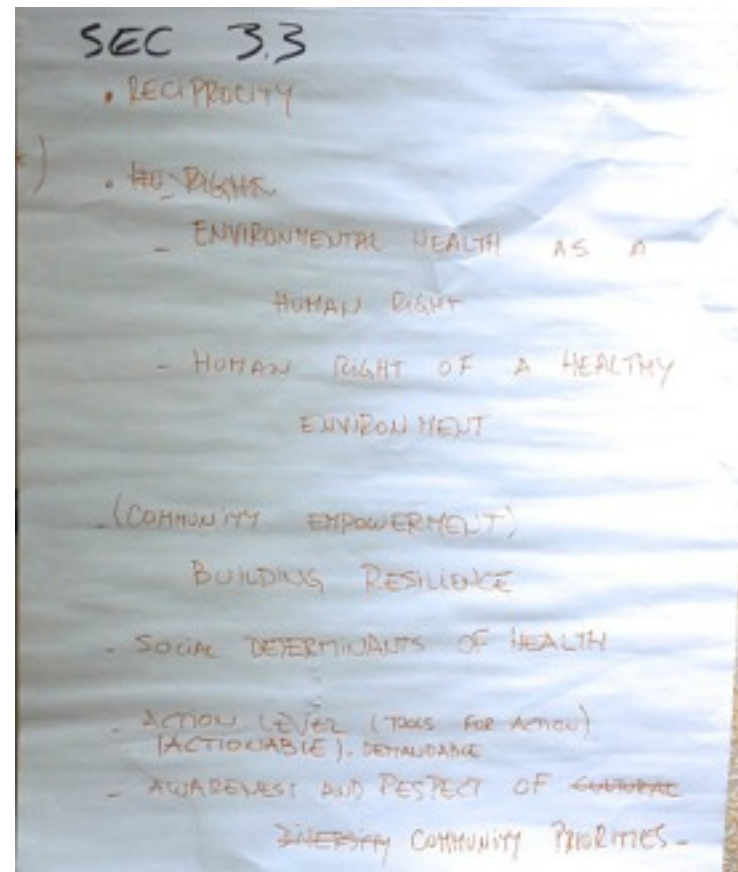 SEC 3.3
• RECIPROCITY
)
• RIGHTS
- ENVIRONMENTAL HEALTH AS A
HUMAN RIGHT
- HUMAN RIGHT OF A HEALTHY
ENVIRONMENT
- (COMMUNITY EMPOWERMENT)
BUILDING RESILIENCE
- SOCIAL DETERMINANTS OF HEALTH
- ACTION LEVEL (TOOLS FOR ACTION)
(ACTIONABLE). DEMANDABLE
- AWARENESS AND RESPECT OF CULTURAL
DIVERSITY COMMUNITY PRIORITIES -